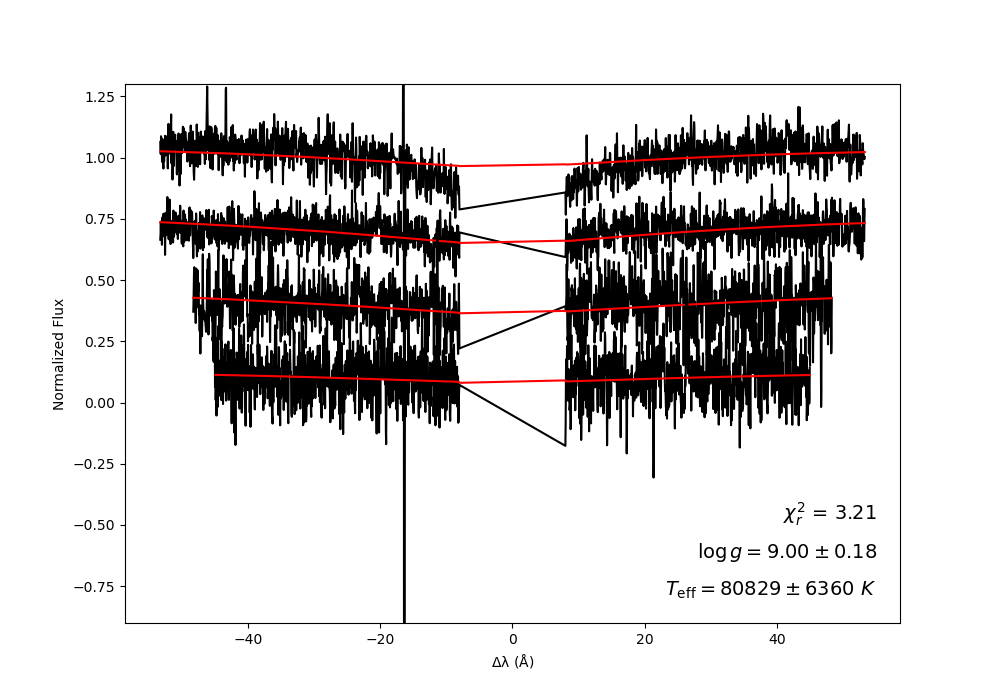 1.25
1.00
0.75
0.50
0.25
0.00
−0.25
−0.50
−0.75
Normalized Flux
χ²ᵣ = 3.21
log g = 9.00 ± 0.18
T_eff = 80829 ± 6360 K
−40 −20 0 20 40
Δλ (Å)